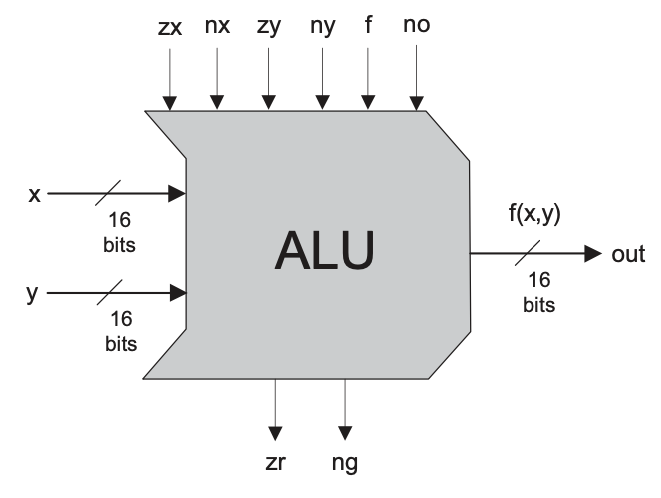 zx nx zy ny f no
x
16
bits
ALU
f(x,y)
out
16
bits
y
16
bits
zr ng